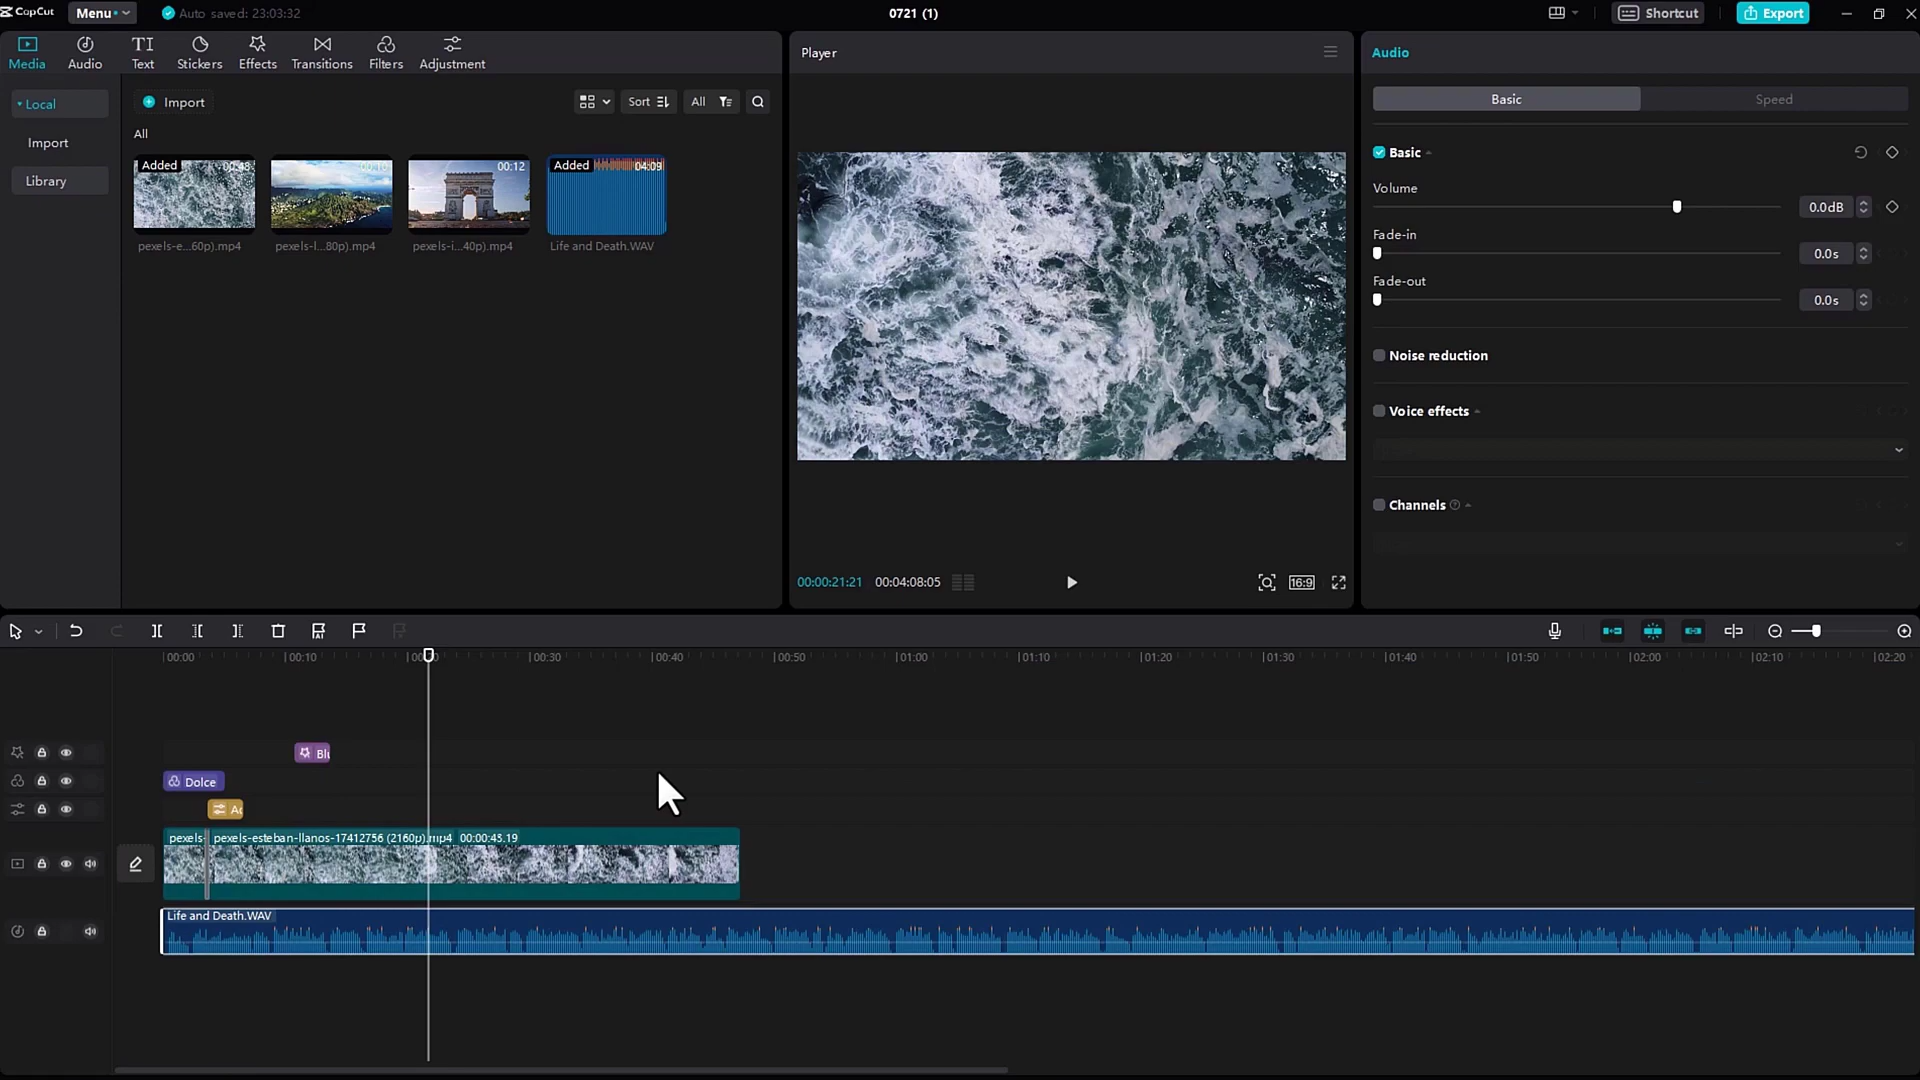 CapCut Menu Auto saved: 23:03:32 0721 (1) Shortcut Export
Media Audio Text Stickers Effects Transitions Filters Adjustment
Local
Import
Library
Import Sort All
All
Added 00:48
00:12
Added 04:09
pexels-e...60p).mp4 pexels-l...80p).mp4 pexels-i...40p).mp4 Life and Death.WAV
Player
00:00:21:21 00:04:08:05 16:9
Audio
Basic Speed
Basic
Volume
0.0dB
Fade-in
0.0s
Fade-out
0.0s
Noise reduction
Voice effects
Channels
00:00 00:10 00:30 00:40 00:50 01:00 01:10 01:20 01:30 01:40 01:50 02:00 02:10 02:20
Blu
Dolce
Ad
pexels- pexels-esteban-llanos-17412756 (2160p).mp4 00:00:45.19
Life and Death.WAV